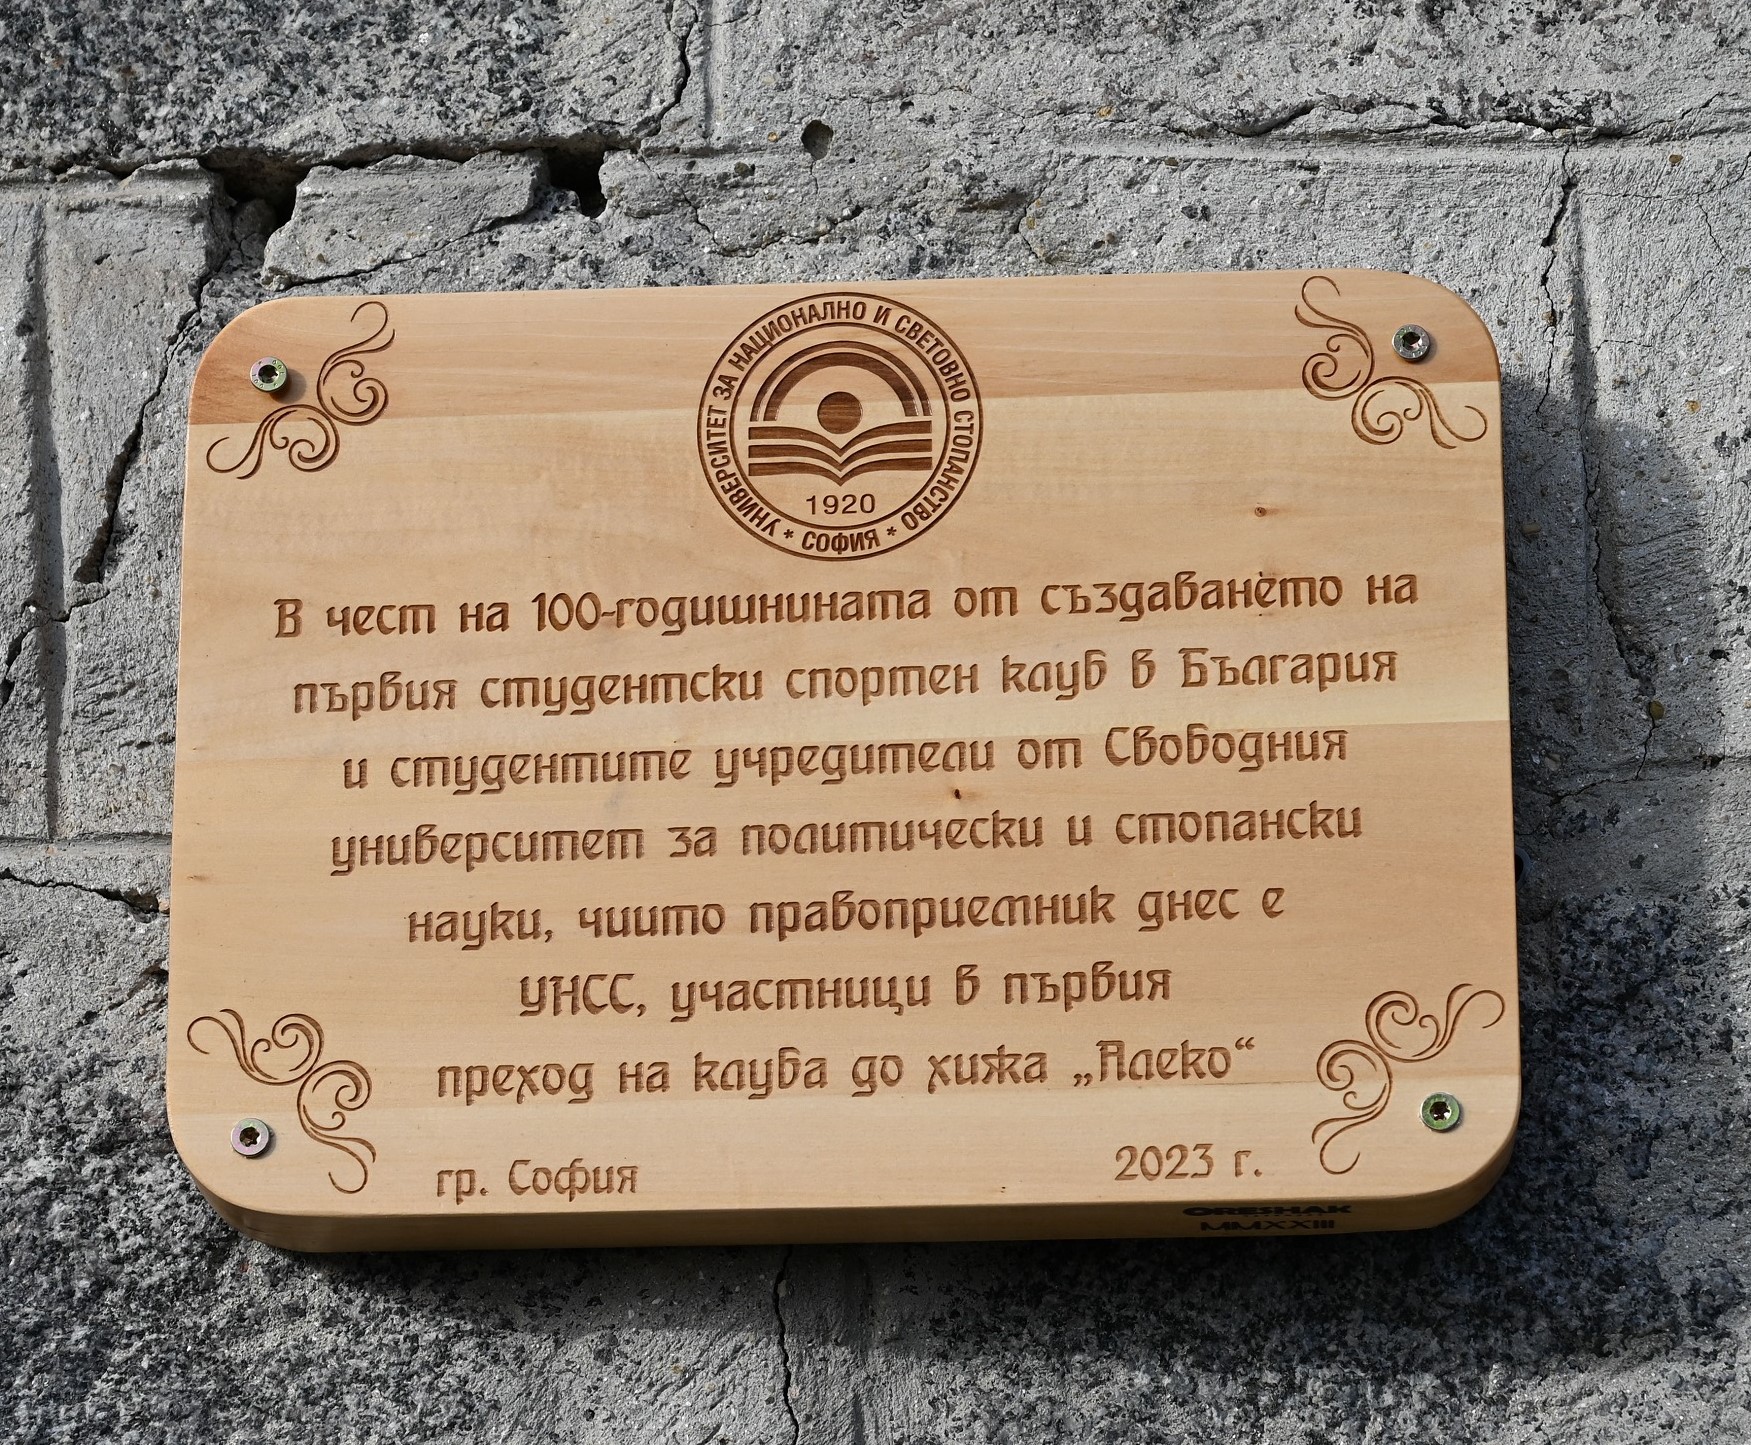 УНИВЕРСИТЕТ ЗА НАЦИОНАЛНО И СВЕТОВНО СТОПАНСТВО
1920
* СОФИЯ *
В чест на 100-годишнината от създаването на
първия студентски спортен клуб в България
и студентите учредители от Свободния
университет за политически и стопански
науки, чиито правоприемник днес е
УНСС, участници в първия
преход на клуба до хижа „Алеко“
гр. София 2023 г.
ORESHAK
MMXXIII